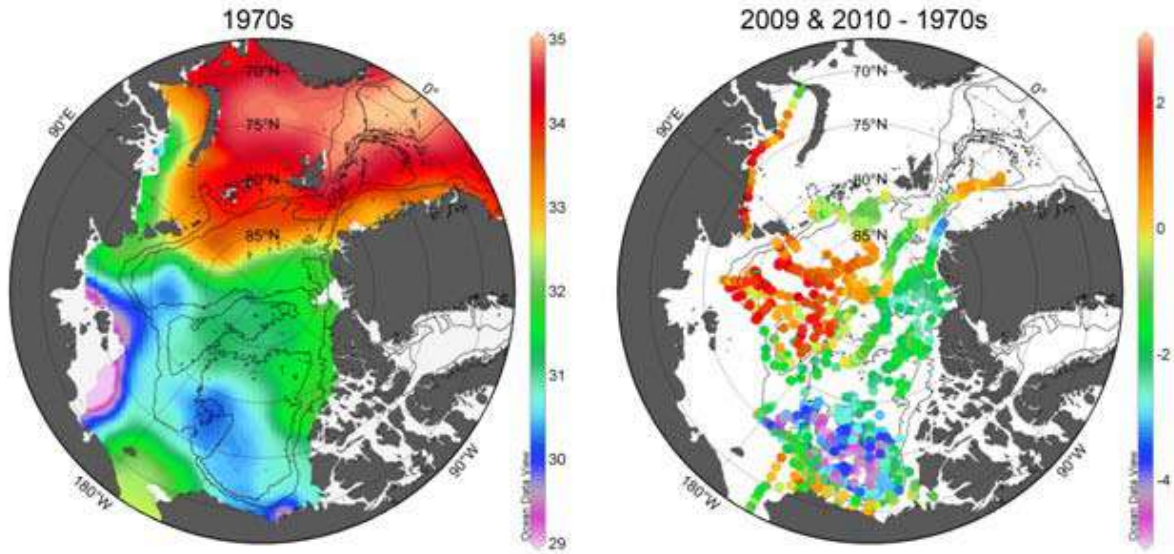 1970s
70°N
75°N
80°N
85°N
90°E
0°
180°W
90°W
35
34
33
32
31
30
29
Ocean Data View
2009 & 2010 - 1970s
70°N
75°N
80°N
85°N
90°E
0°
180°W
90°W
2
0
-2
-4
Ocean Data View